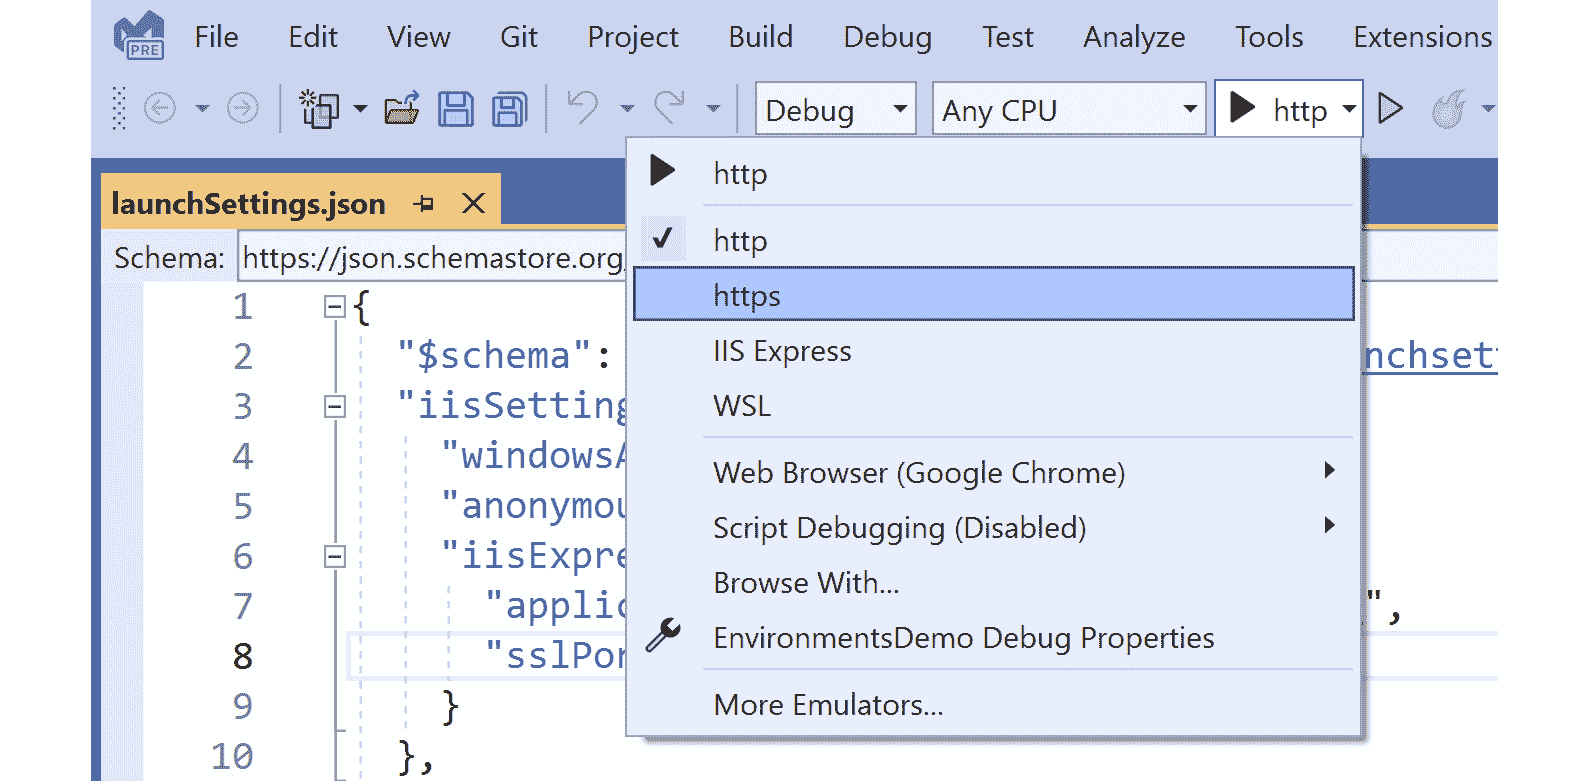 PRE File Edit View Git Project Build Debug Test Analyze Tools Extensions
Debug Any CPU http
http
launchSettings.json
Schema: https://json.schemastore.org/
http
https
IIS Express
WSL
Web Browser (Google Chrome)
Script Debugging (Disabled)
Browse With...
EnvironmentsDemo Debug Properties
More Emulators...
1 {
2 "$schema": nchsett
3 "iisSetting
4 "windowsA
5 "anonymou
6 "iisExpre
7 "applic ",
8 "sslPor
9 }
10 },